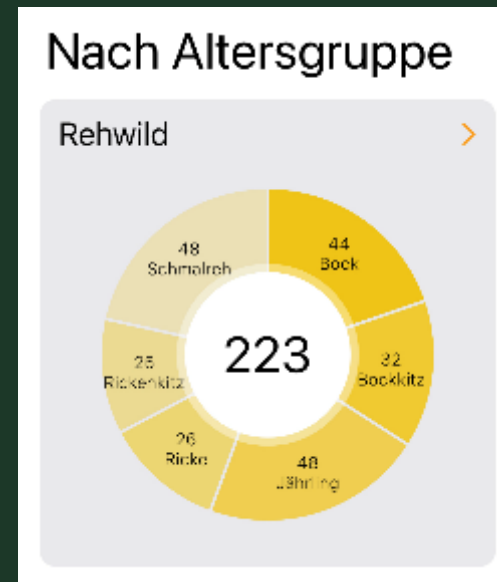 Nach Altersgruppe
Rehwild
48
Schmalreh
44
Bock
223
25
Rickenkitz
32
Bockkitz
26
Ricke
48
Jährling